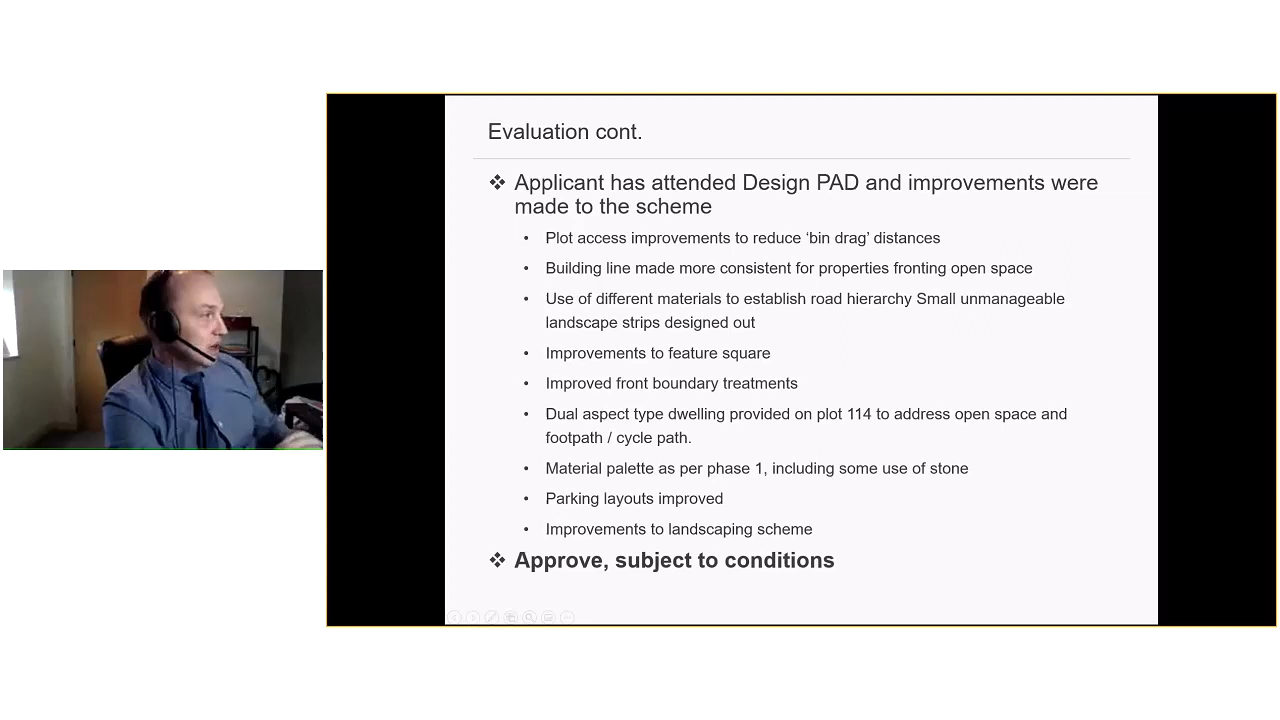 Evaluation cont.
❖ Applicant has attended Design PAD and improvements were
made to the scheme
• Plot access improvements to reduce ‘bin drag’ distances
• Building line made more consistent for properties fronting open space
• Use of different materials to establish road hierarchy Small unmanageable
landscape strips designed out
• Improvements to feature square
• Improved front boundary treatments
• Dual aspect type dwelling provided on plot 114 to address open space and
footpath / cycle path.
• Material palette as per phase 1, including some use of stone
• Parking layouts improved
• Improvements to landscaping scheme
❖ Approve, subject to conditions